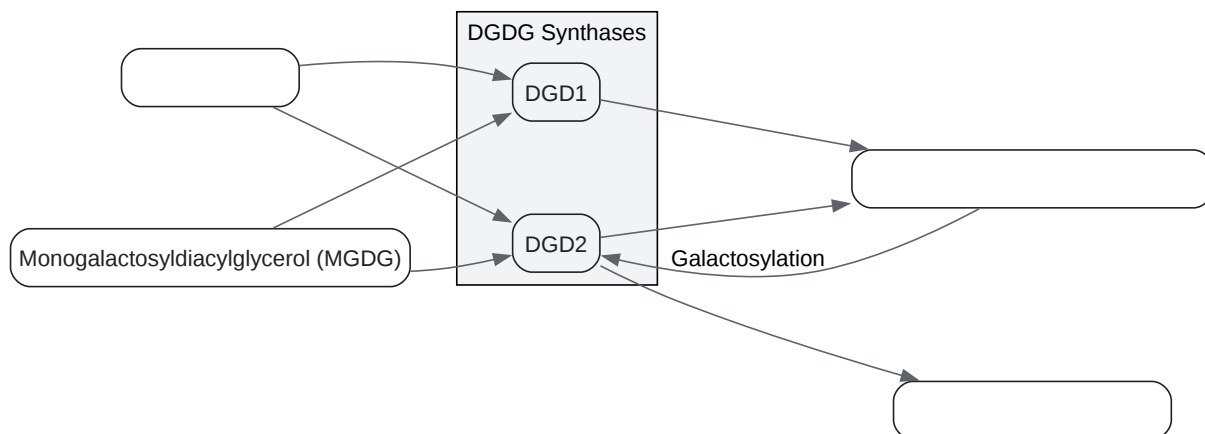 DGDG Synthases
DGD1
Monogalactosyldiacylglycerol (MGDG)
DGD2
Galactosylation